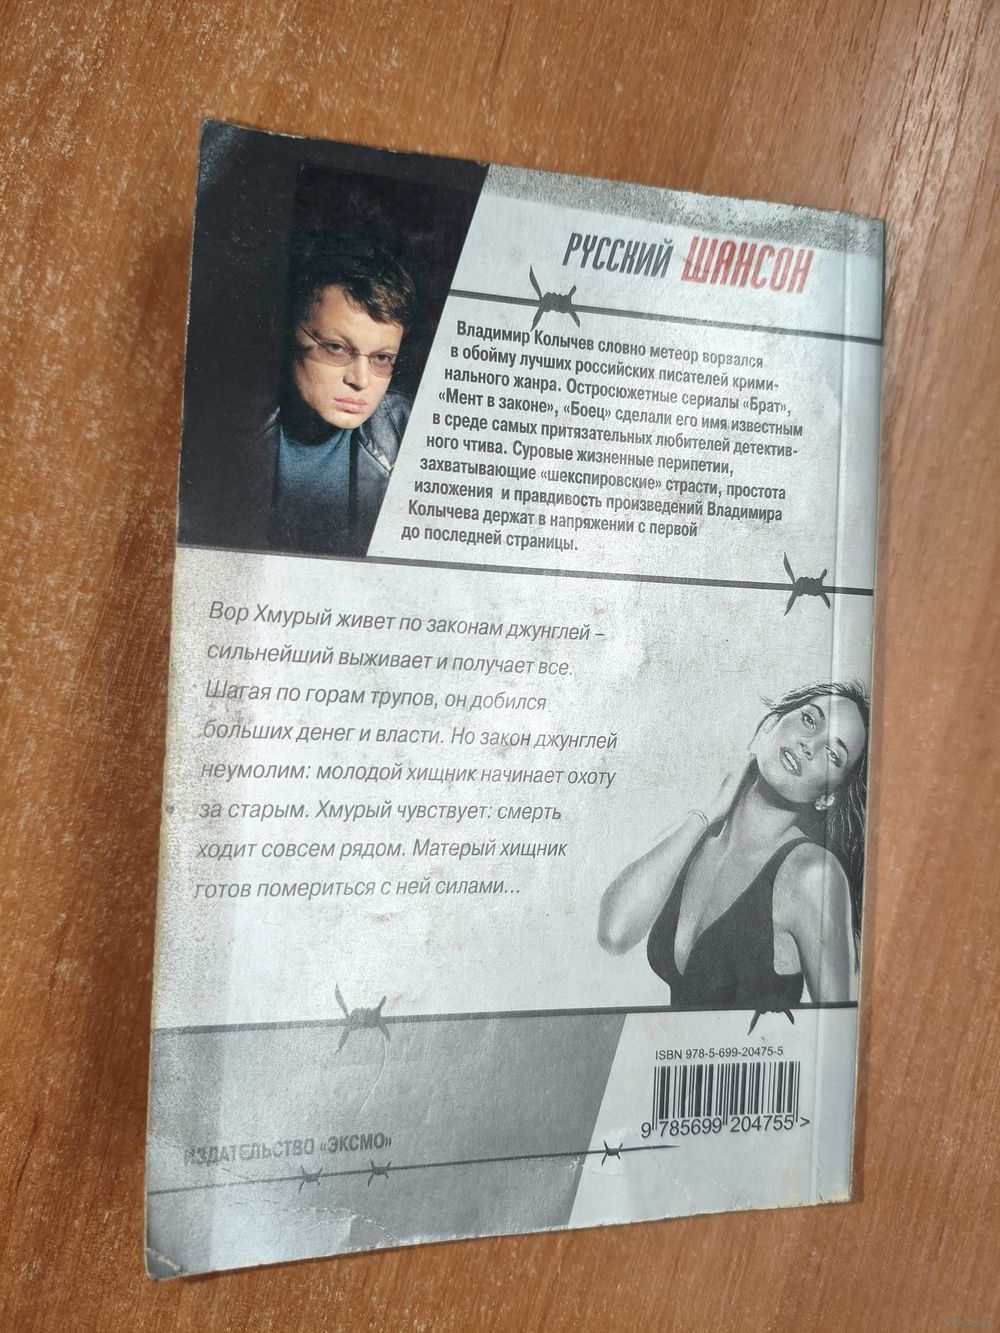 РУССКИЙ ШАНСОН
Владимир Колычев словно метеор ворвался
в обойму лучших российских писателей крими-
нального жанра. Остросюжетные сериалы «Брат»,
«Мент в законе», «Боец» сделали его имя известным
в среде самых притязательных любителей детектив-
ного чтива. Суровые жизненные перипетии,
захватывающие «шекспировские» страсти, простота
изложения и правдивость произведений Владимира
Колычева держат в напряжении с первой
до последней страницы.
Вор Хмурый живет по законам джунглей –
сильнейший выживает и получает все.
Шагая по горам трупов, он добился
больших денег и власти. Но закон джунглей
неумолим: молодой хищник начинает охоту
за старым. Хмурый чувствует: смерть
ходит совсем рядом. Матерый хищник
готов помериться с ней силами...
ISBN 978-5-699-20475-5
9 785699 204755 >
ИЗДАТЕЛЬСТВО «ЭКСМО»